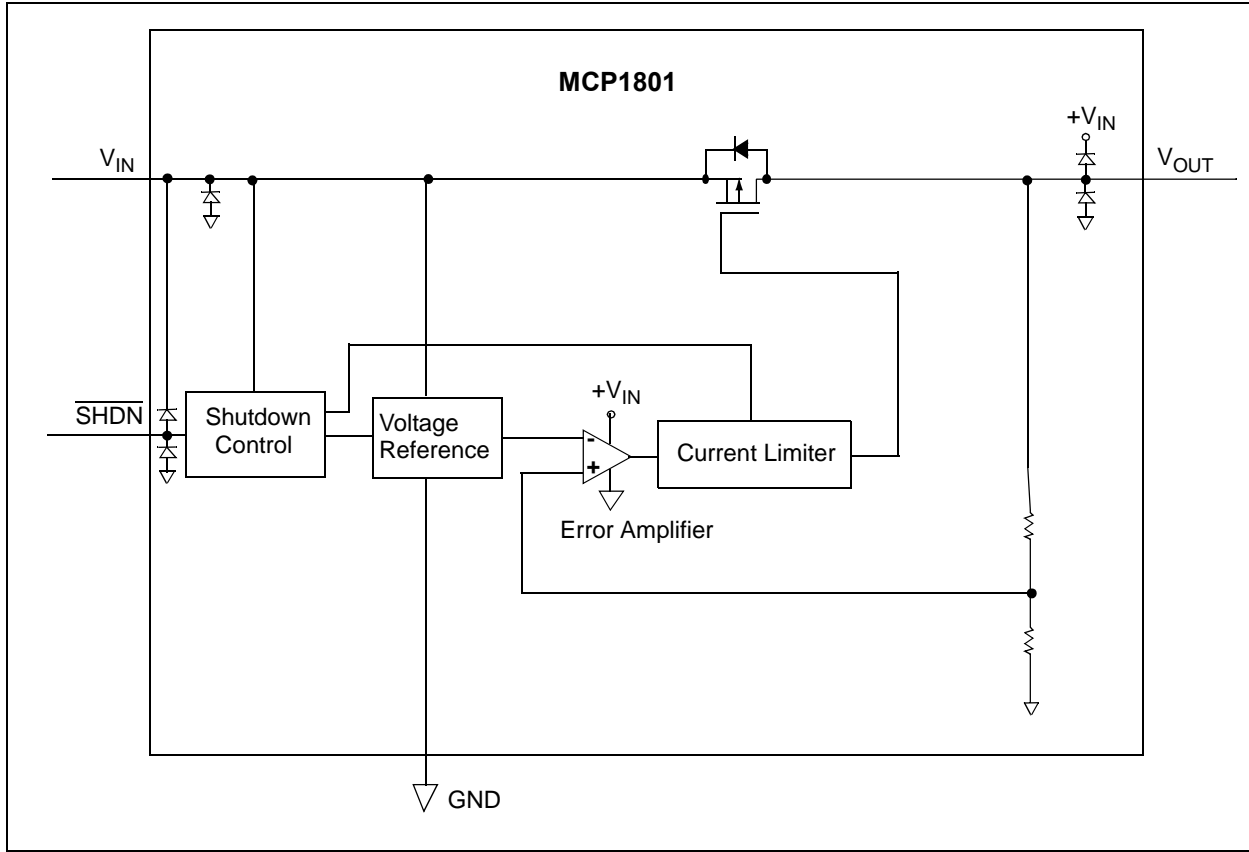 MCP1801
+VIN
VIN
VOUT
SHDN
Shutdown
Control
Voltage
Reference
+VIN
-
+
Current Limiter
Error Amplifier
GND